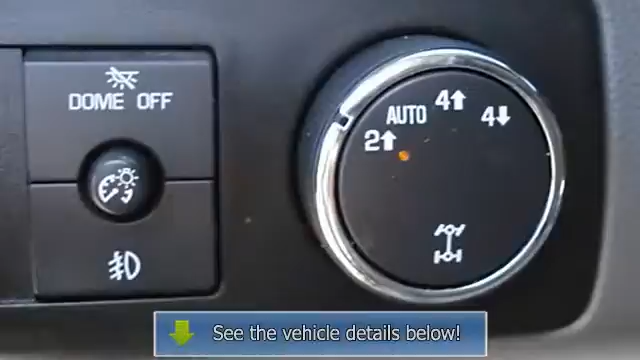 DOME OFF
2↑
AUTO
4↑
4↓
See the vehicle details below!